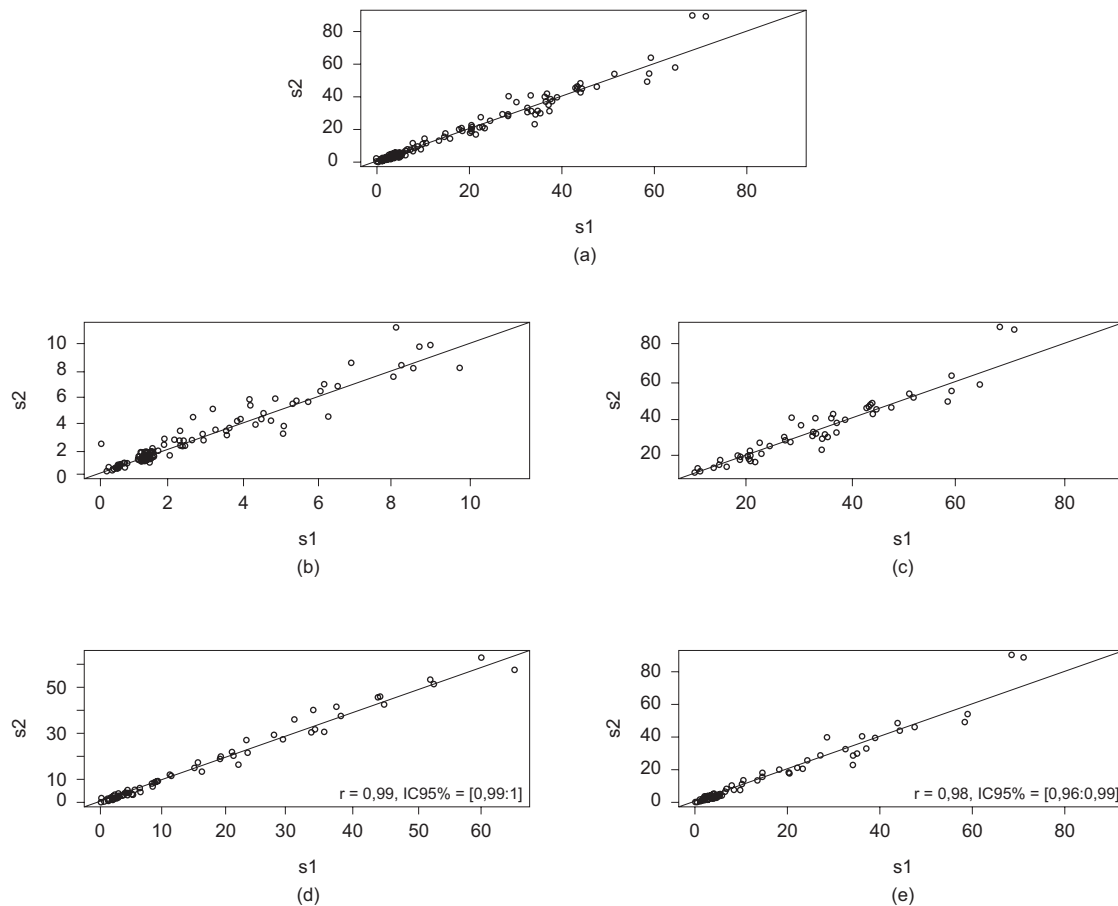 80
60
40
20
0
s2
0 20 40 60 80
s1
(a)
10
8
6
4
2
0
s2
0 2 4 6 8 10
s1
(b)
80
60
40
20
s2
20 40 60 80
s1
(c)
50
30
10
0
s2
r = 0,99, IC95% = [0,99:1]
0 10 20 30 40 50 60
s1
(d)
80
60
40
20
0
s2
r = 0,98, IC95% = [0,96:0,99]
0 20 40 60 80
s1
(e)